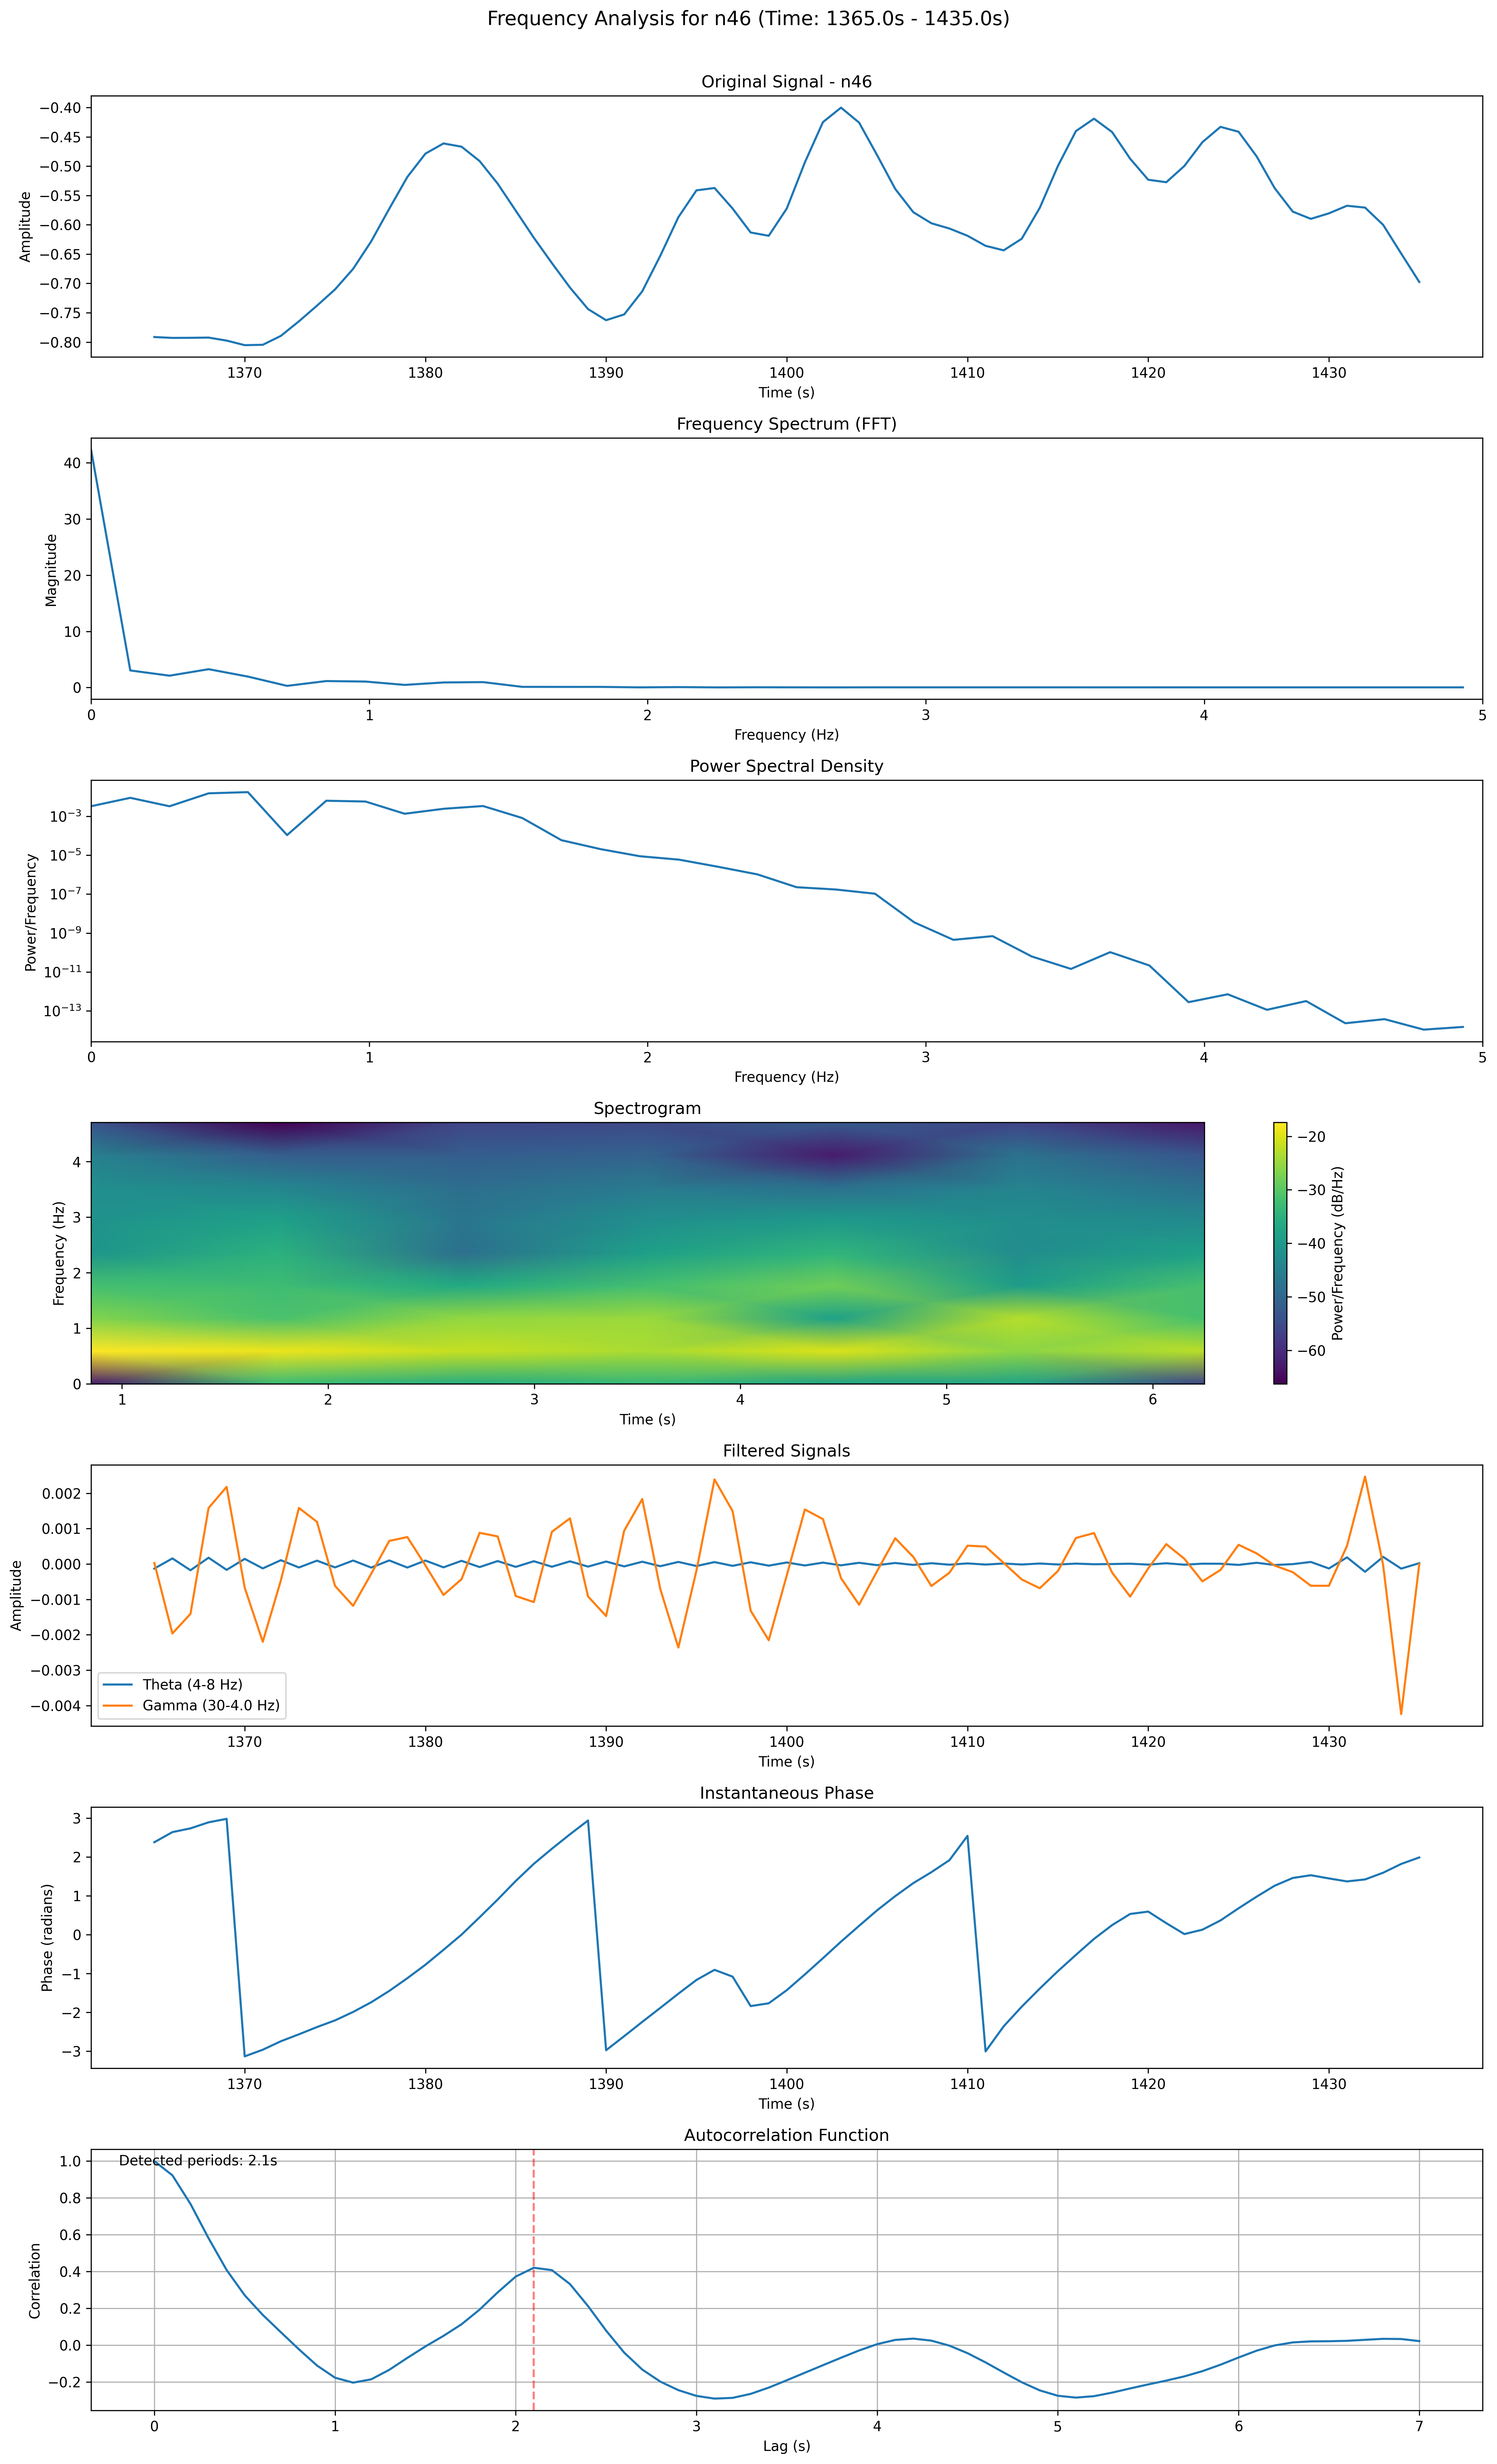 Frequency Analysis for n46 (Time: 1365.0s - 1435.0s)
Original Signal - n46
−0.40
−0.45
−0.50
−0.55
−0.60
−0.65
−0.70
−0.75
−0.80
Amplitude
1370 1380 1390 1400 1410 1420 1430
Time (s)
Frequency Spectrum (FFT)
40
30
20
10
0
Magnitude
0 1 2 3 4 5
Frequency (Hz)
Power Spectral Density
10⁻³
10⁻⁵
10⁻⁷
10⁻⁹
10⁻¹¹
10⁻¹³
Power/Frequency
0 1 2 3 4 5
Frequency (Hz)
Spectrogram
4
3
2
1
0
Frequency (Hz)
1 2 3 4 5 6
Time (s)
−20
−30
−40
−50
−60
Power/Frequency (dB/Hz)
Filtered Signals
0.002
0.001
0.000
−0.001
−0.002
−0.003
−0.004
Amplitude
Theta (4-8 Hz)
Gamma (30-4.0 Hz)
1370 1380 1390 1400 1410 1420 1430
Time (s)
Instantaneous Phase
3
2
1
0
−1
−2
−3
Phase (radians)
1370 1380 1390 1400 1410 1420 1430
Time (s)
Autocorrelation Function
Detected periods: 2.1s
1.0
0.8
0.6
0.4
0.2
0.0
−0.2
Correlation
0 1 2 3 4 5 6 7
Lag (s)